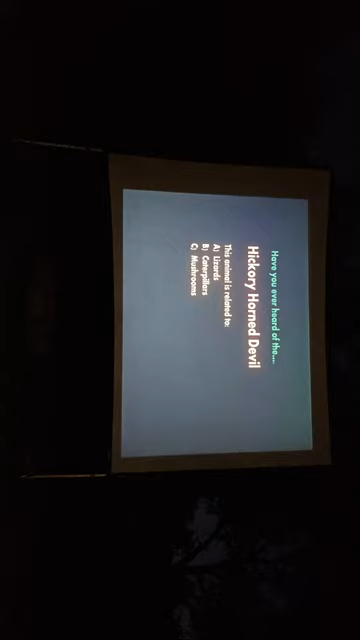 Have you ever heard of the....
Hickory Horned Devil
This animal is related to:
A) Lizards
B) Caterpillars
C) Mushrooms